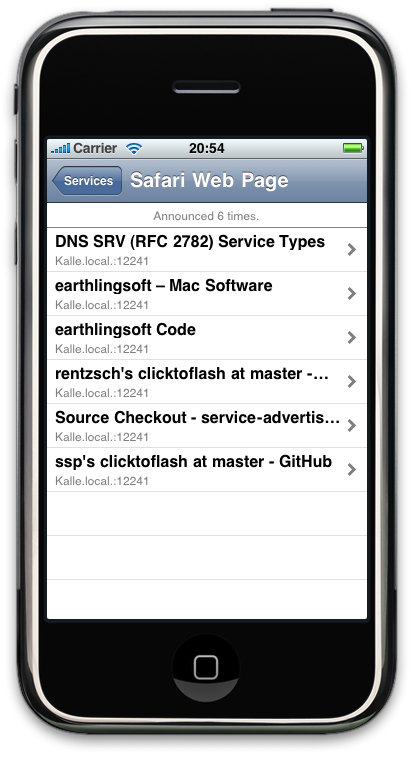 Carrier 20:54
Services Safari Web Page
Announced 6 times.
DNS SRV (RFC 2782) Service Types
Kalle.local.:12241
earthlingsoft – Mac Software
Kalle.local.:12241
earthlingsoft Code
Kalle.local.:12241
rentzsch's clicktoflash at master -...
Kalle.local.:12241
Source Checkout - service-advertis...
Kalle.local.:12241
ssp's clicktoflash at master - GitHub
Kalle.local.:12241